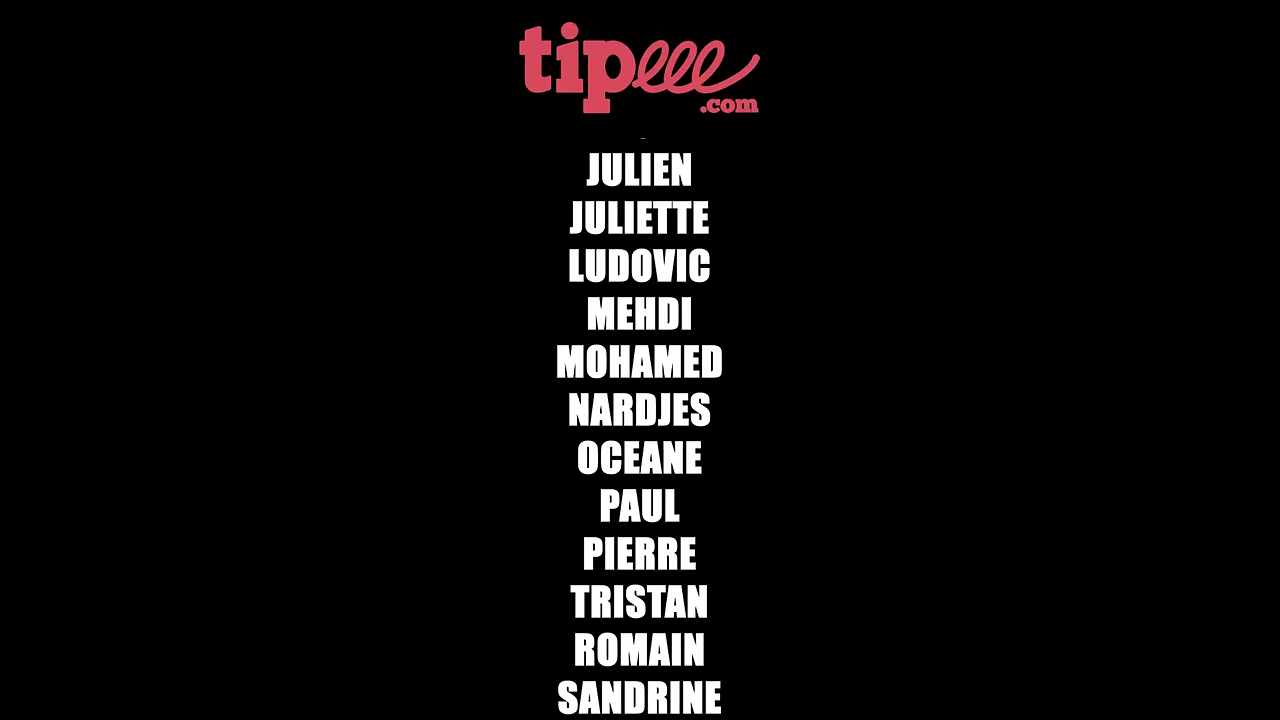 tipeee
.com
JULIEN
JULIETTE
LUDOVIC
MEHDI
MOHAMED
NARDJES
OCEANE
PAUL
PIERRE
TRISTAN
ROMAIN
SANDRINE